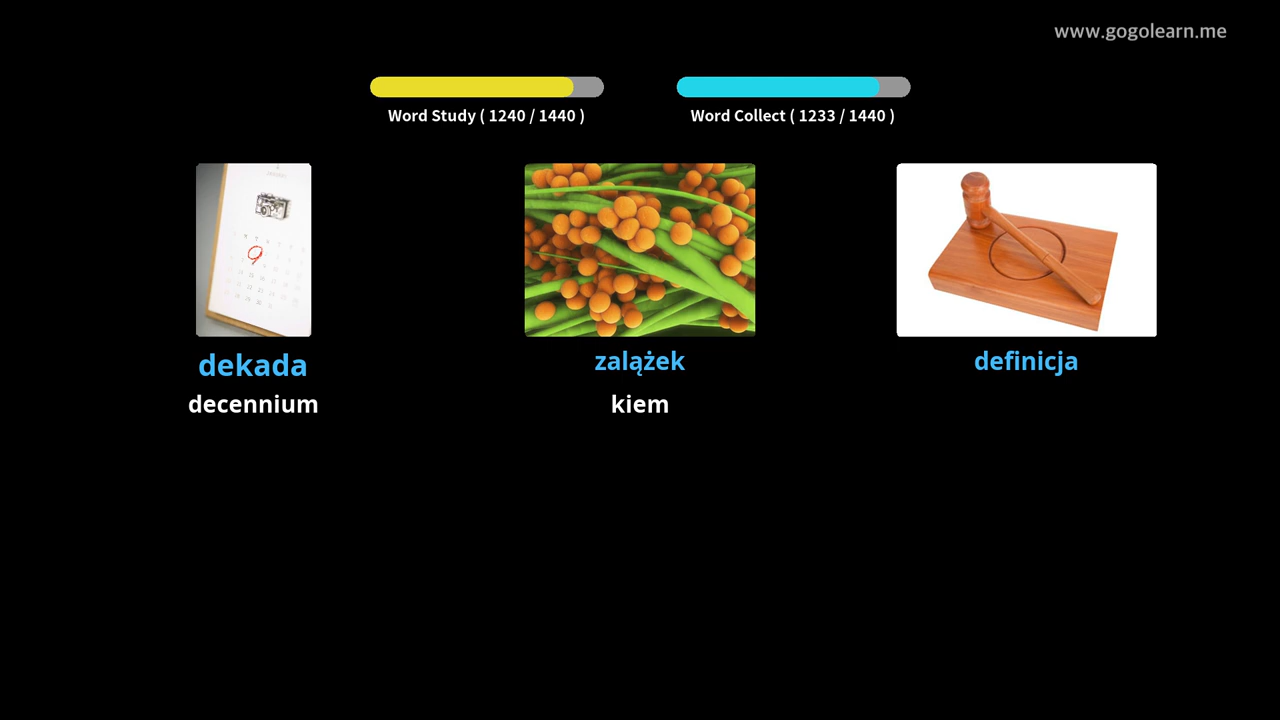 www.gogolearn.me
Word Study ( 1240 / 1440 )
Word Collect ( 1233 / 1440 )
dekada
zalążek
definicja
decennium
kiem